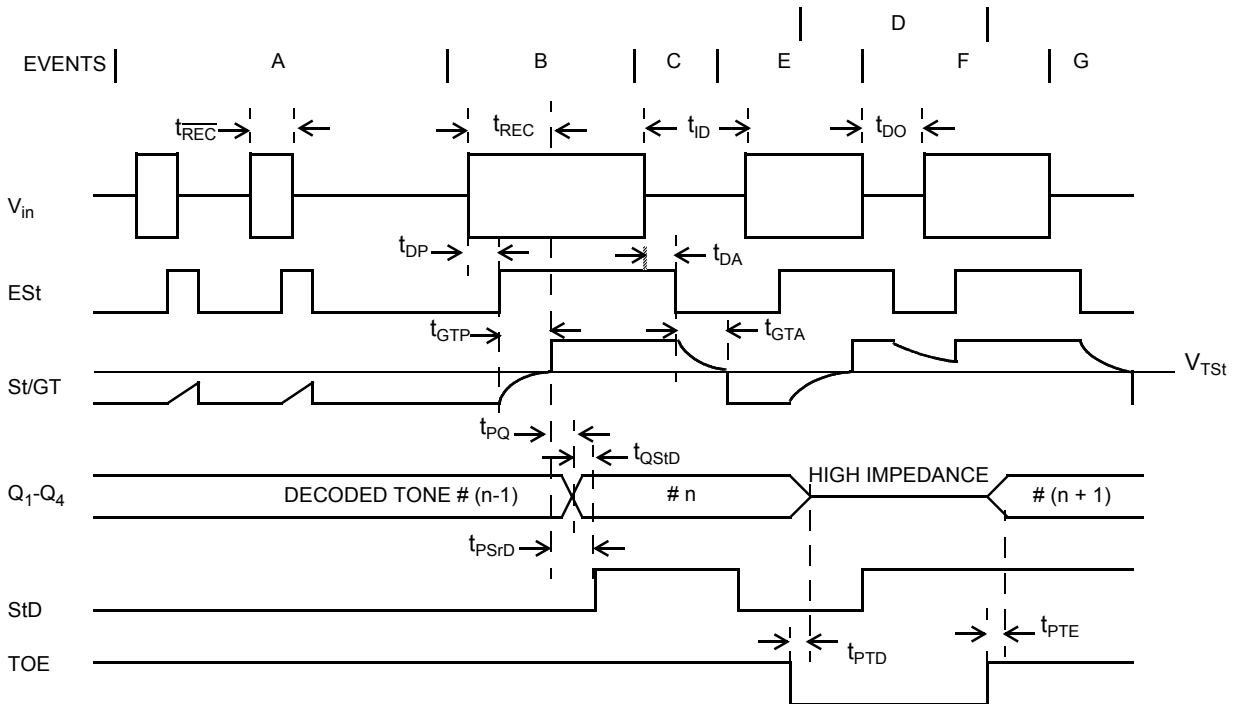 D
EVENTS A B C E F G
tREC tREC tID tDO
Vin
tDP tDA
ESt
tGTP tGTA
VTSt
St/GT
tPQ
tQStD
HIGH IMPEDANCE
Q1-Q4 DECODED TONE # (n-1) # n # (n + 1)
tPSrD
StD
tPTE
tPTD
TOE